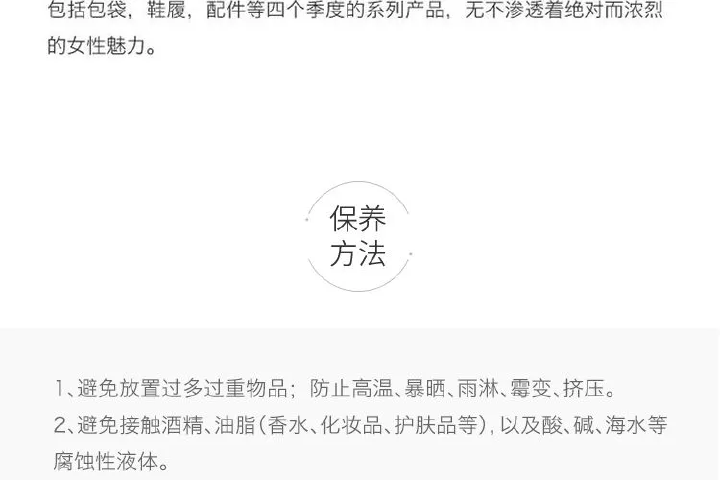 包括包袋，鞋履，配件等四个季度的系列产品，无不渗透着绝对而浓烈
的女性魅力。
保养
方法
1、避免放置过多过重物品；防止高温、暴晒、雨淋、霉变、挤压。
2、避免接触酒精、油脂（香水、化妆品、护肤品等），以及酸、碱、海水等
腐蚀性液体。